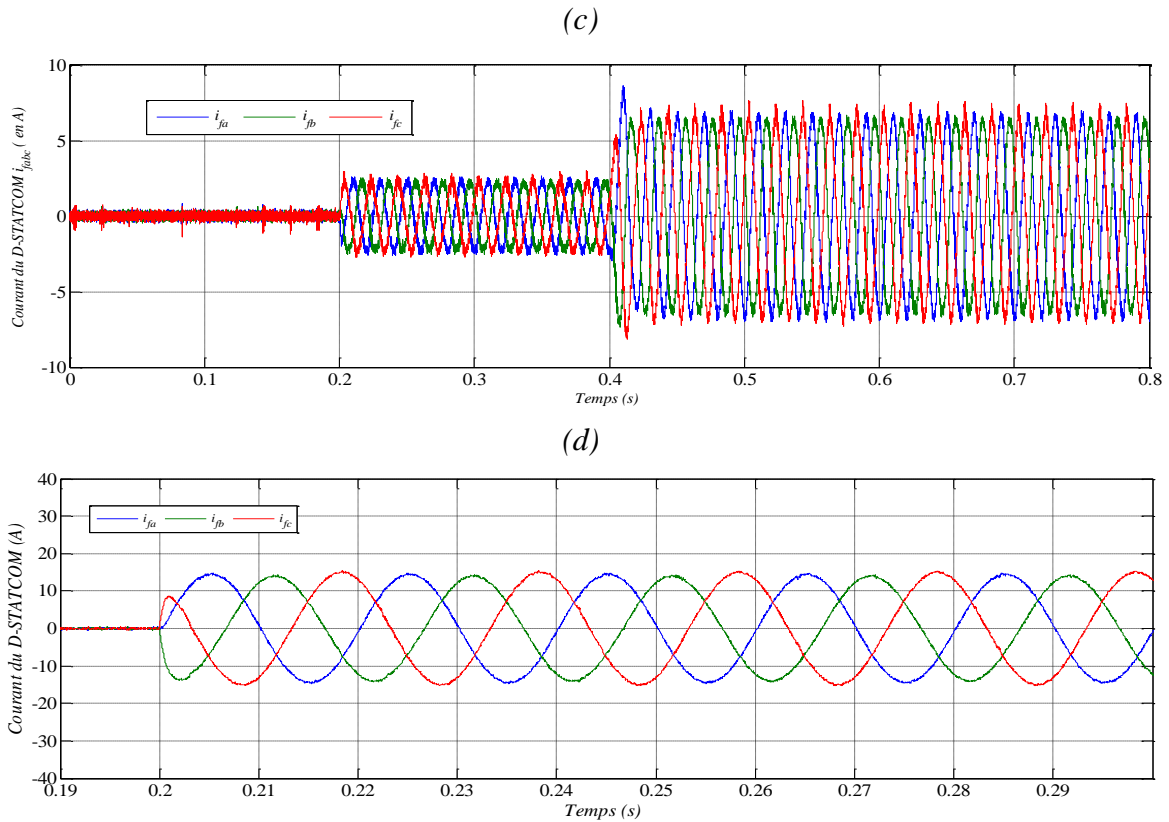 (c)
Courant du D-STATCOM i_fabc ( en A)
10
5
0
-5
-10
i_fa i_fb i_fc
0 0.1 0.2 0.3 0.4 0.5 0.6 0.7 0.8
Temps (s)
(d)
Courant du D-STATCOM (A)
40
30
20
10
0
-10
-20
-30
-40
i_fa i_fb i_fc
0.19 0.2 0.21 0.22 0.23 0.24 0.25 0.26 0.27 0.28 0.29
Temps (s)